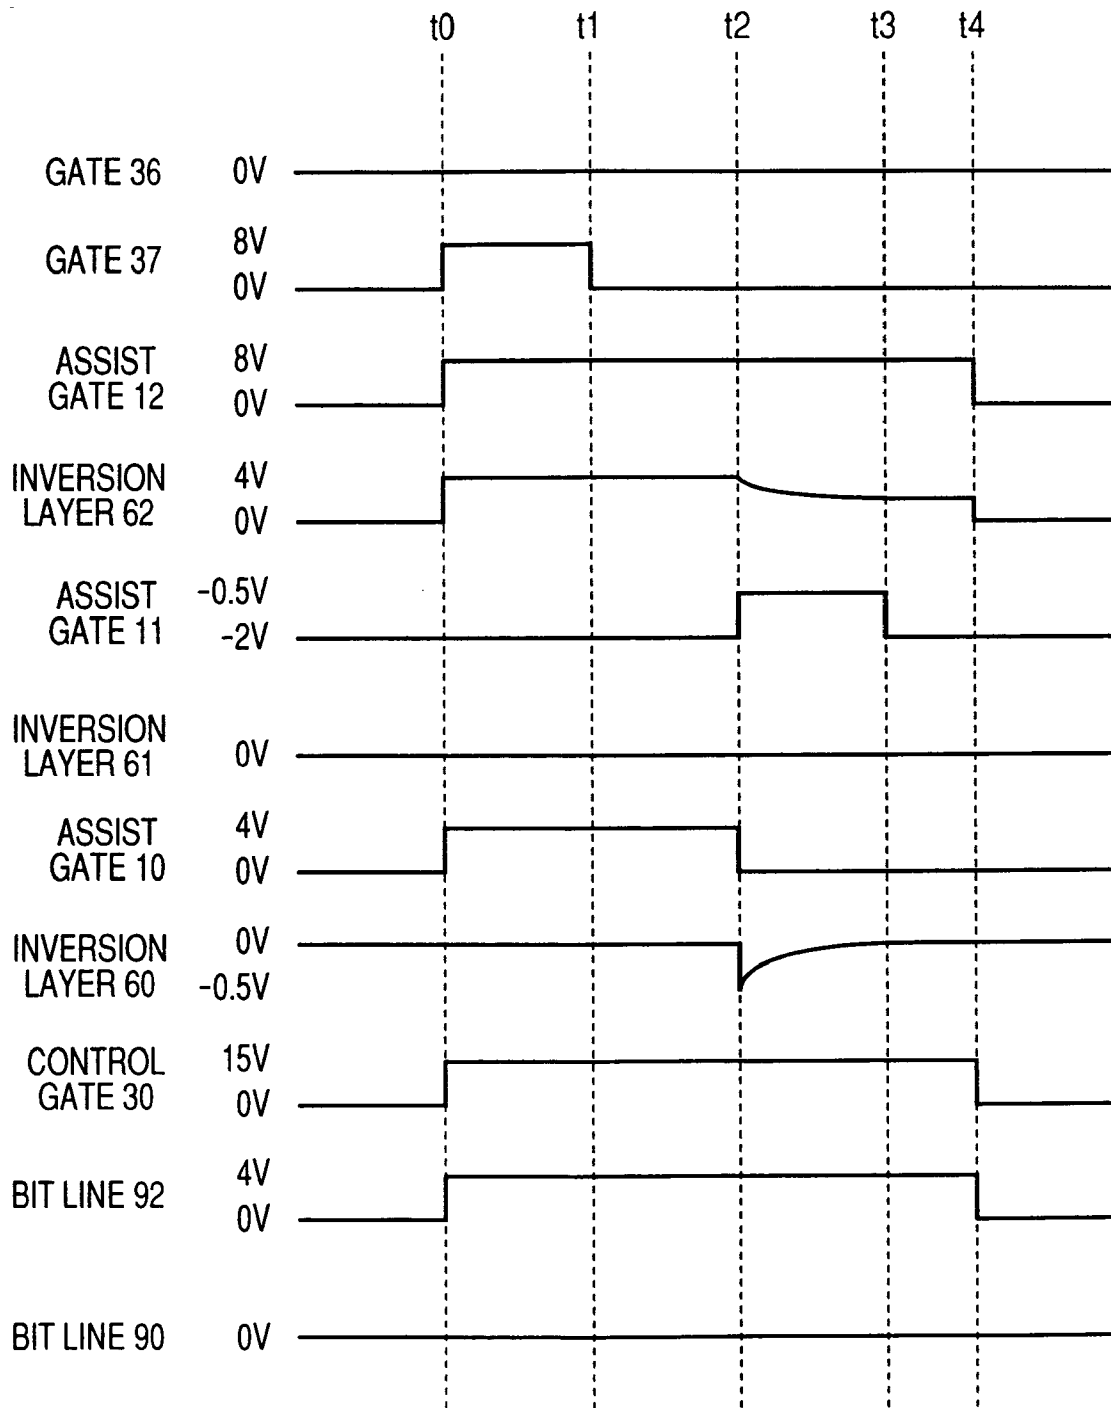 t0 t1 t2 t3 t4
GATE 36 0V
GATE 37 8V
0V
ASSIST GATE 12 8V
0V
INVERSION LAYER 62 4V
0V
ASSIST GATE 11 -0.5V
-2V
INVERSION LAYER 61 0V
ASSIST GATE 10 4V
0V
INVERSION LAYER 60 0V
-0.5V
CONTROL GATE 30 15V
0V
BIT LINE 92 4V
0V
BIT LINE 90 0V